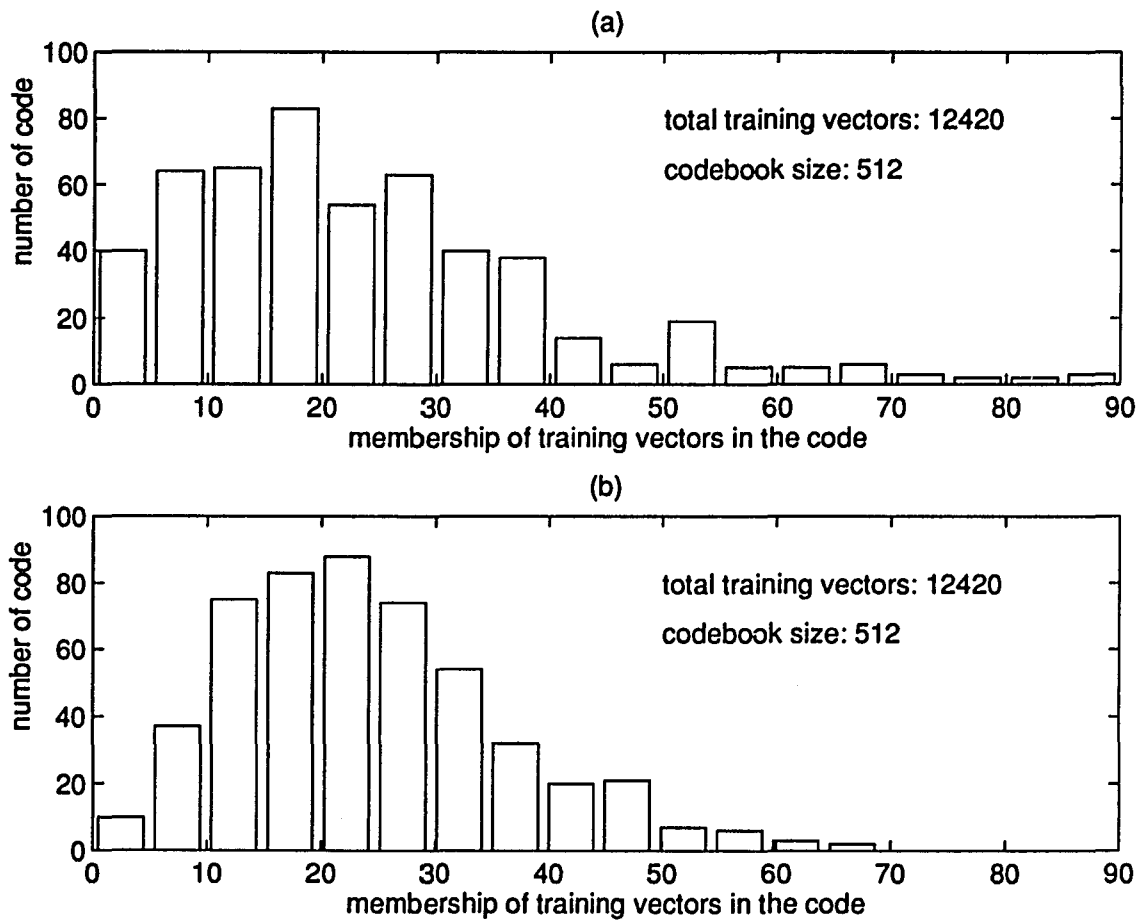 (a)
100
80
60
40
20
0
number of code
total training vectors: 12420
codebook size: 512
0 10 20 30 40 50 60 70 80 90
membership of training vectors in the code
(b)
100
80
60
40
20
0
number of code
total training vectors: 12420
codebook size: 512
0 10 20 30 40 50 60 70 80 90
membership of training vectors in the code